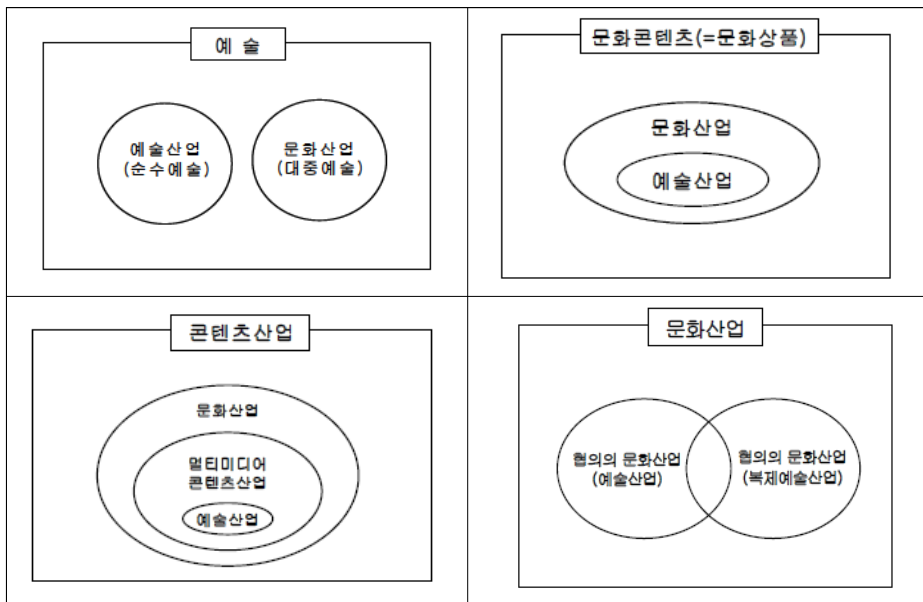 예 술
예술산업
(순수예술)
문화산업
(대중예술)
문화콘텐츠(=문화상품)
문화산업
예술산업
콘텐츠산업
문화산업
멀티미디어
콘텐츠산업
예술산업
문화산업
협의의 문화산업
(예술산업)
협의의 문화산업
(복제예술산업)